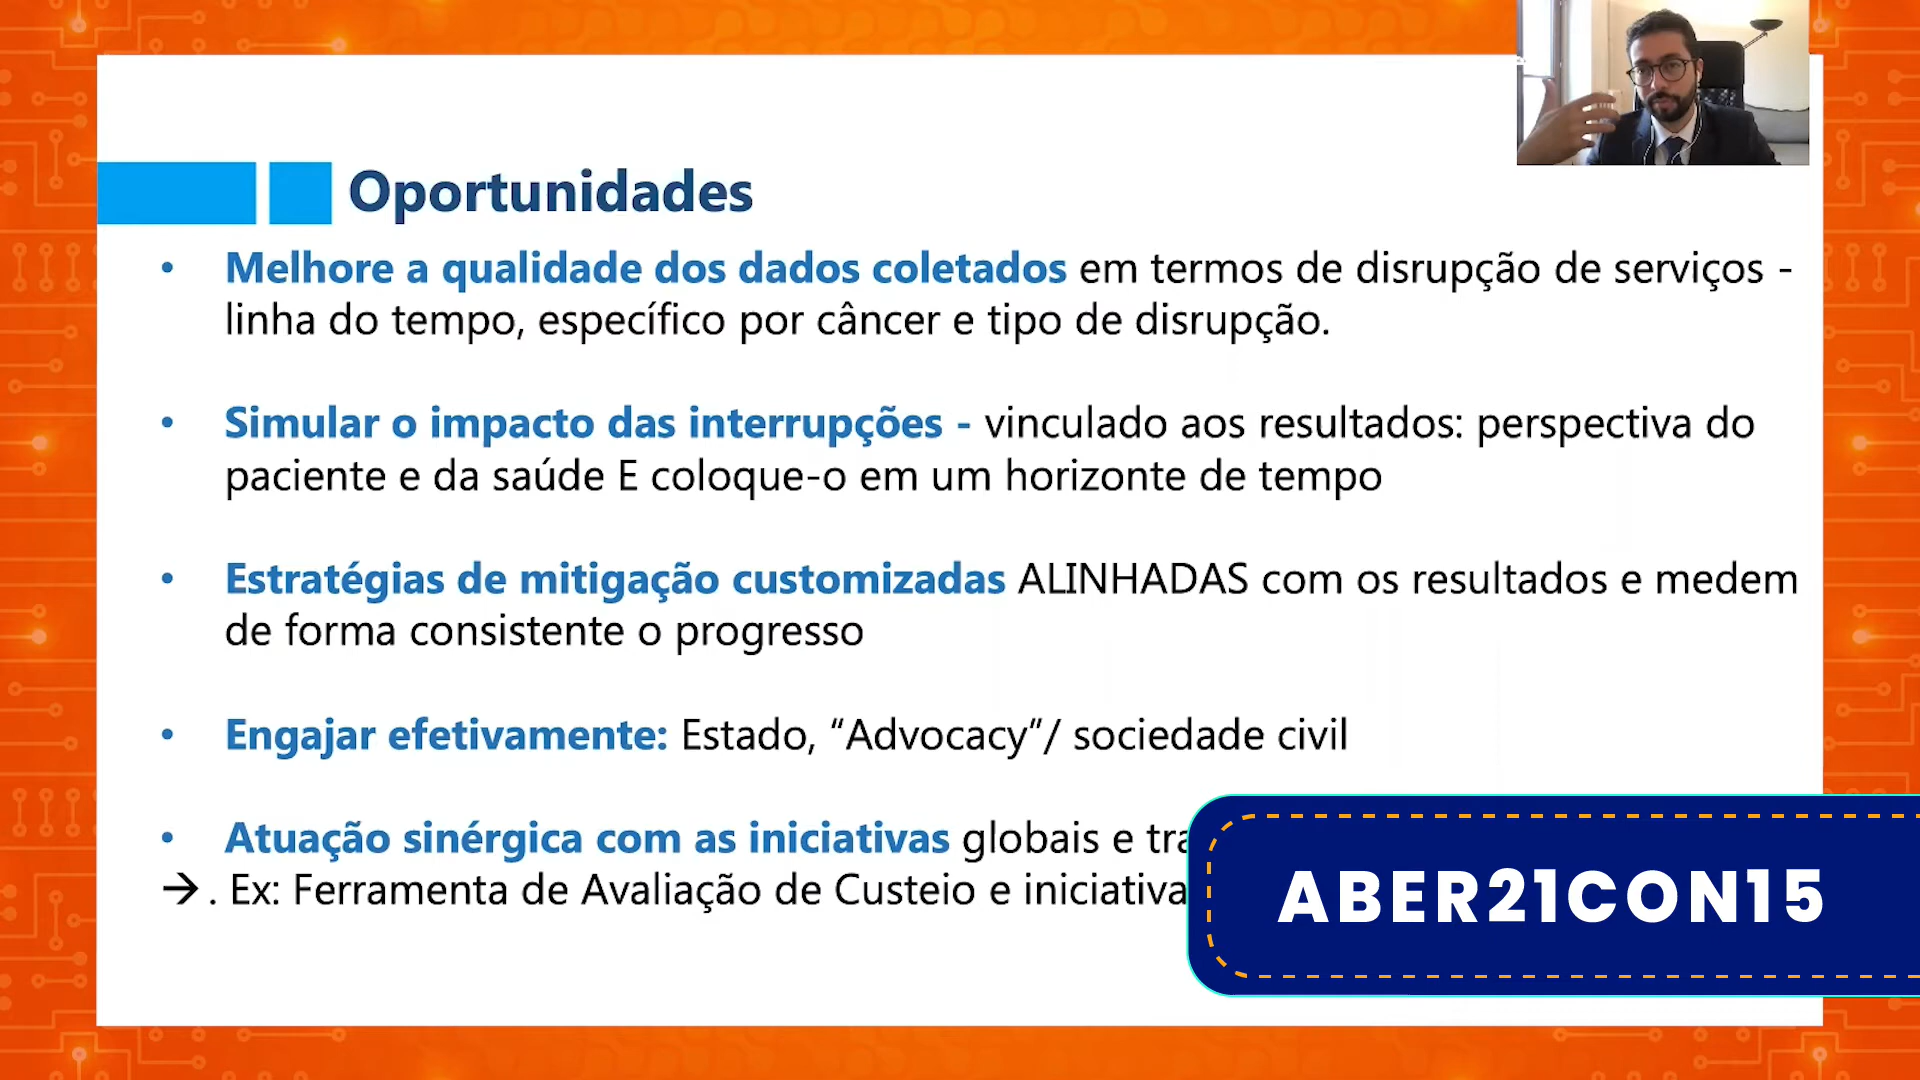 Oportunidades
• Melhore a qualidade dos dados coletados em termos de disrupção de serviços -
linha do tempo, específico por câncer e tipo de disrupção.
• Simular o impacto das interrupções - vinculado aos resultados: perspectiva do
paciente e da saúde E coloque-o em um horizonte de tempo
• Estratégias de mitigação customizadas ALINHADAS com os resultados e medem
de forma consistente o progresso
• Engajar efetivamente: Estado, “Advocacy”/ sociedade civil
• Atuação sinérgica com as iniciativas globais e
→ . Ex: Ferramenta de Avaliação de Custeio e
ABER21CON15